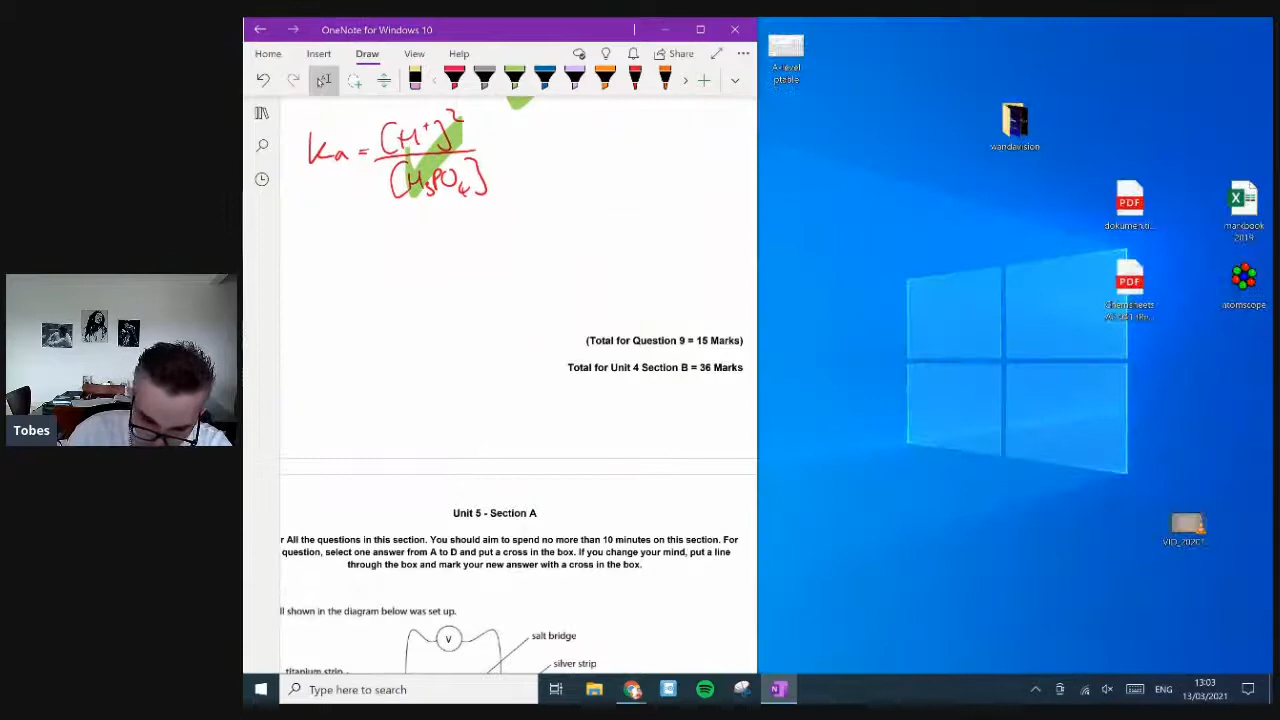 OneNote for Windows 10
Home Insert Draw View Help Share
Ka = [H+]²
[H3PO4]
(Total for Question 9 = 15 Marks)
Total for Unit 4 Section B = 36 Marks
Unit 5 - Section A
r All the questions in this section. You should aim to spend no more than 10 minutes on this section. For
question, select one answer from A to D and put a cross in the box. If you change your mind, put a line
through the box and mark your new answer with a cross in the box.
ll shown in the diagram below was set up.
V
salt bridge
silver strip
titanium strip
Tobes
A-level
ptable
wandavision
PDF
dokumen.ti...
markbook
2019
PDF
Chemsheets
atomscope
Type here to search
ENG
13:03
13/03/2021